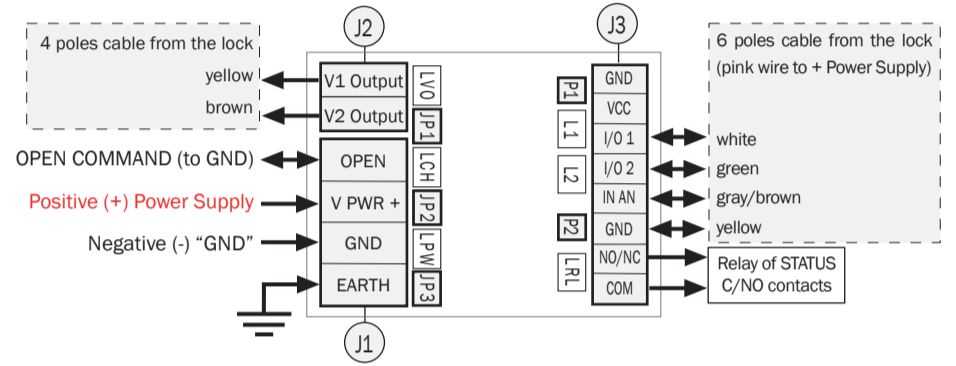 J2
J3
4 poles cable from the lock
yellow
brown
V1 Output
V2 Output
LVO
JP1
OPEN COMMAND (to GND)
Positive (+) Power Supply
Negative (-) “GND”
OPEN
V PWR +
GND
EARTH
LCH
JP2
LPW
JP3
J1
P1
L1
L2
P2
LRL
GND
VCC
I/O 1
I/O 2
IN AN
GND
NO/NC
COM
6 poles cable from the lock
(pink wire to + Power Supply)
white
green
gray/brown
yellow
Relay of STATUS
C/NO contacts